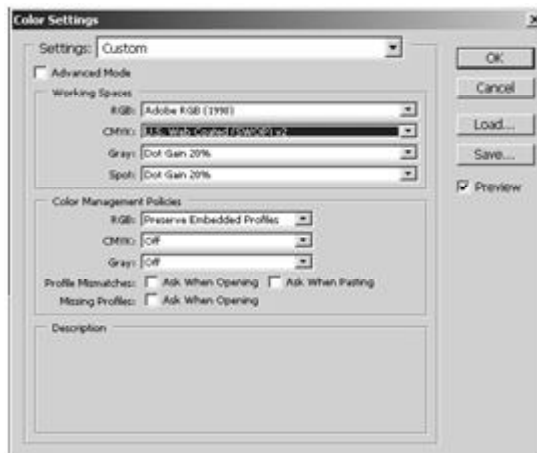 Color Settings
Settings: Custom
OK
Advanced Mode
Cancel
Working Spaces
RGB: Adobe RGB (1998)
Load...
CMYK: U.S. Web Coated (SWOP) v2
Gray: Dot Gain 20%
Save...
Spot: Dot Gain 20%
Preview
Color Management Policies
RGB: Preserve Embedded Profiles
CMYK: Off
Gray: Off
Profile Mismatches: Ask When Opening Ask When Pasting
Missing Profiles: Ask When Opening
Description